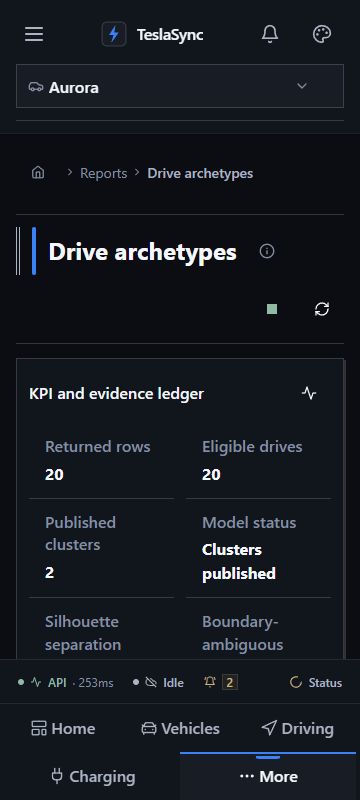 TeslaSync
Aurora
Reports
Drive archetypes
Drive archetypes
KPI and evidence ledger
Returned rows
20
Eligible drives
20
Published
clusters
2
Model status
Clusters
published
Silhouette
separation
Boundary-
ambiguous
API · 253ms
Idle
2
Status
Home
Vehicles
Driving
Charging
More